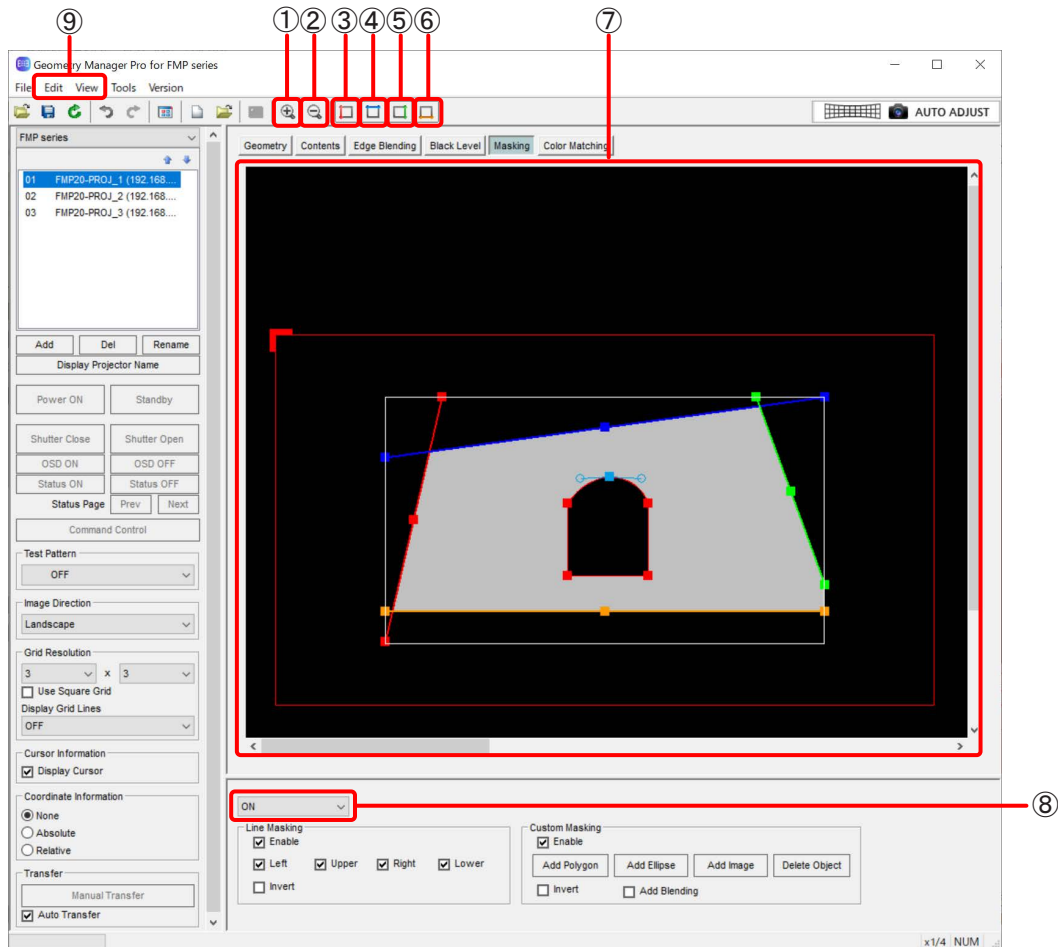 ⑨ ①②③④⑤⑥ ⑦
Geometry Manager Pro for FMP series
File Edit View Tools Version
AUTO ADJUST
FMP series
Geometry Contents Edge Blending Black Level Masking Color Matching
01 FMP20-PROJ_1 (192.168....
02 FMP20-PROJ_2 (192.168....
03 FMP20-PROJ_3 (192.168....
Add Del Rename
Display Projector Name
Power ON Standby
Shutter Close Shutter Open
OSD ON OSD OFF
Status ON Status OFF
Status Page Prev Next
Command Control
Test Pattern
OFF
Image Direction
Landscape
Grid Resolution
3 x 3
Use Square Grid
Display Grid Lines
OFF
Cursor Information
Display Cursor
Coordinate Information
None
Absolute
Relative
Transfer
Manual Transfer
Auto Transfer
ON ⑧
Line Masking
Enable
Left Upper Right Lower
Invert
Custom Masking
Enable
Add Polygon Add Ellipse Add Image Delete Object
Invert Add Blending
x1/4 NUM